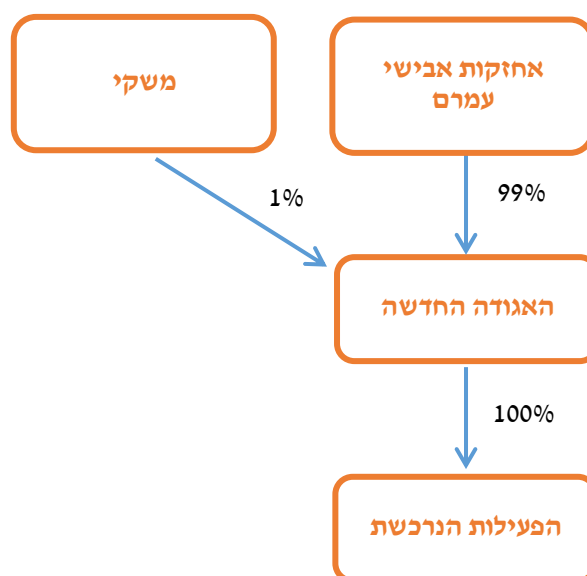 אחזקות אבישי
עמרם
משקי
99%
1%
האגודה החדשה
100%
הפעילות הנרכשת